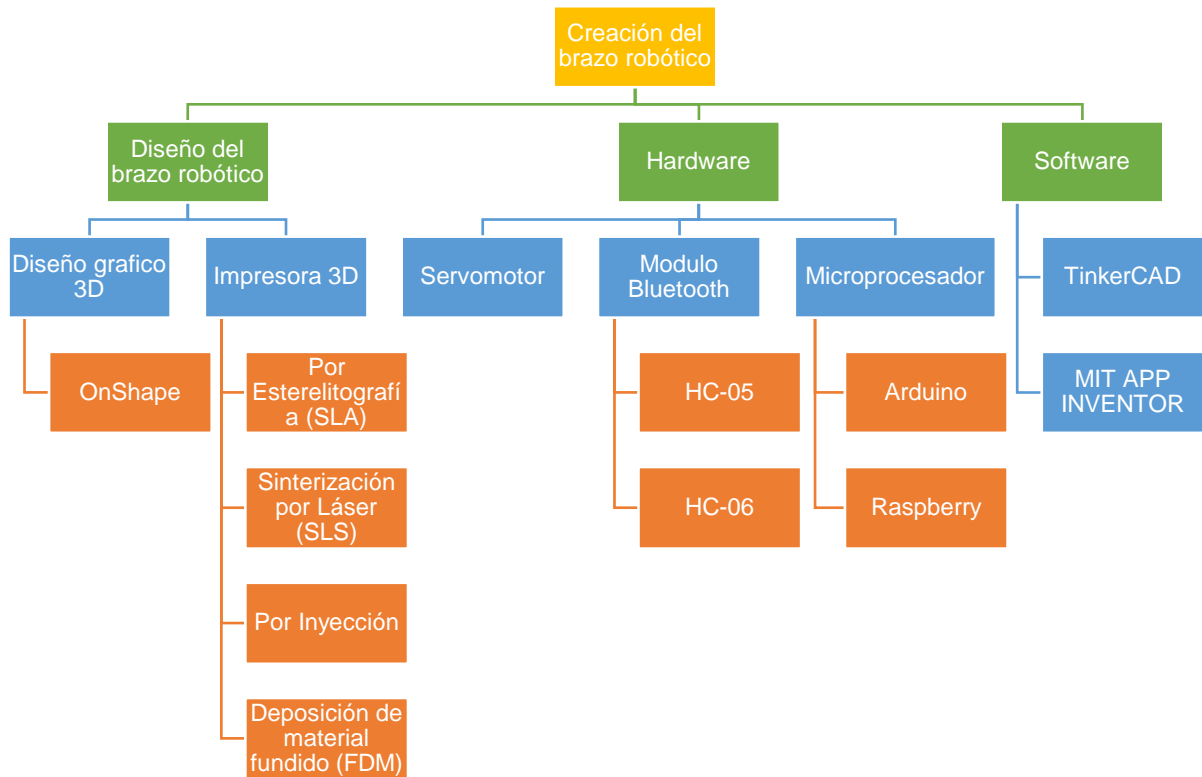 Creación del
brazo robótico
Diseño del
brazo robótico
Hardware
Software
Diseño grafico
3D
Impresora 3D
Servomotor
Modulo
Bluetooth
Microprocesador
TinkerCAD
OnShape
Por
Esterelitografí
a (SLA)
HC-05
Arduino
MIT APP
INVENTOR
Sinterización
por Láser
(SLS)
HC-06
Raspberry
Por Inyección
Deposición de
material
fundido (FDM)